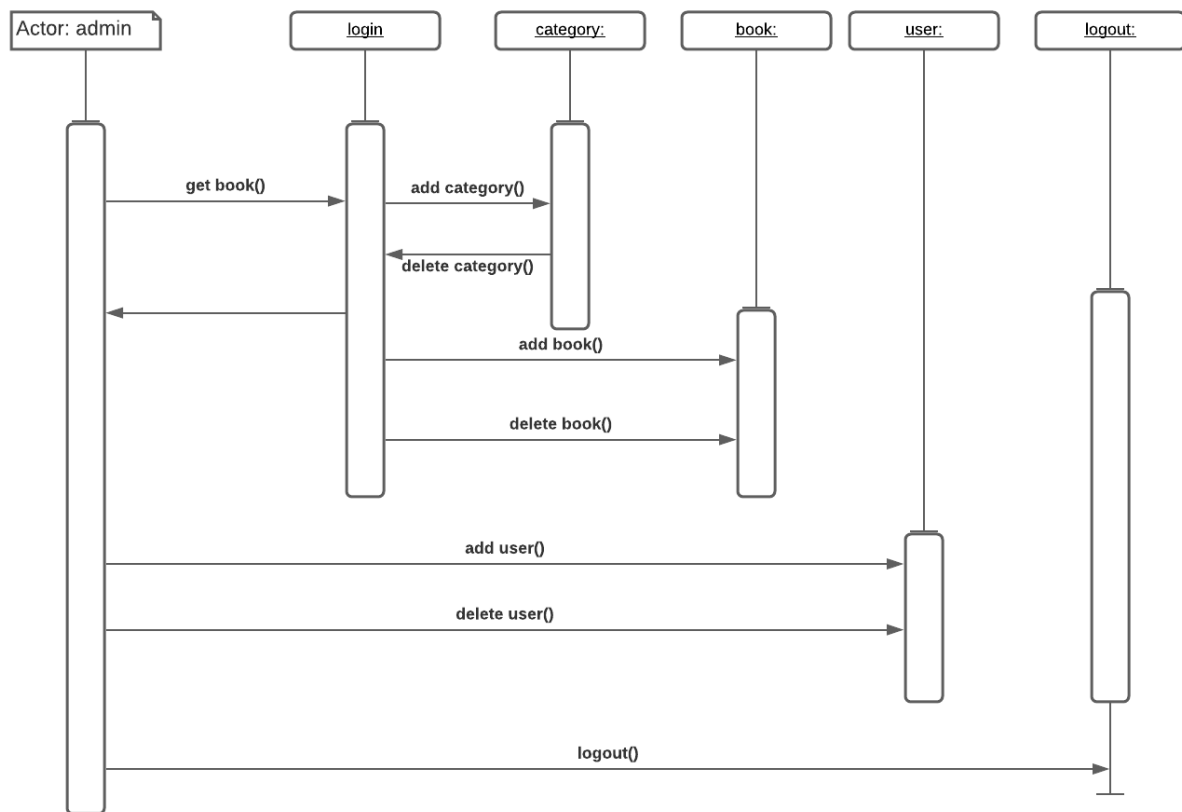 Actor: admin
login
category:
book:
user:
logout:
get book()
add category()
delete category()
add book()
delete book()
add user()
delete user()
logout()